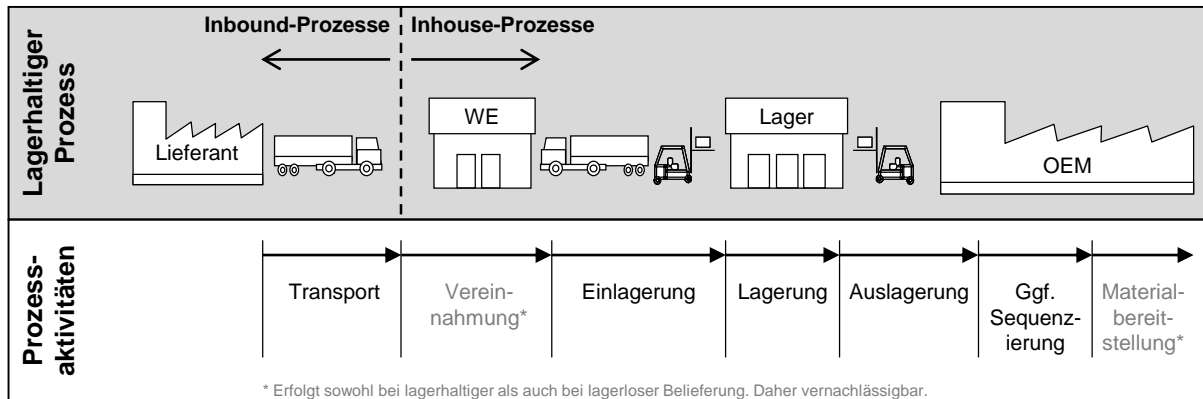 Inbound-Prozesse
Inhouse-Prozesse
Lagerhaltiger
Prozess
Lieferant
WE
Lager
OEM
Prozess-
aktivitäten
Transport
Verein-
nahmung*
Einlagerung
Lagerung
Auslagerung
Ggf.
Sequenz-
ierung
Material-
bereit-
stellung*
* Erfolgt sowohl bei lagerhaltiger als auch bei lagerloser Belieferung. Daher vernachlässigbar.